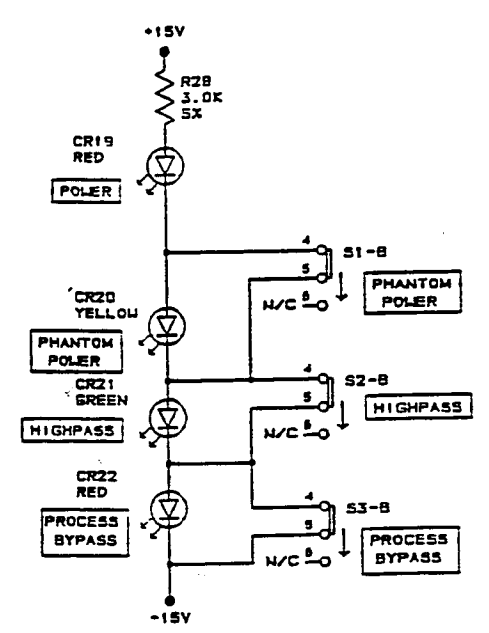 +15V
R28
3.0K
5%
CR19
RED
POWER
4
S1-B
5
PHANTOM
POWER
N/C 6
CR20
YELLOW
PHANTOM
POWER
CR21
GREEN
HIGHPASS
4
S2-B
5
HIGHPASS
N/C 6
CR22
RED
PROCESS
BYPASS
4
S3-B
5
PROCESS
BYPASS
N/C 6
-15V